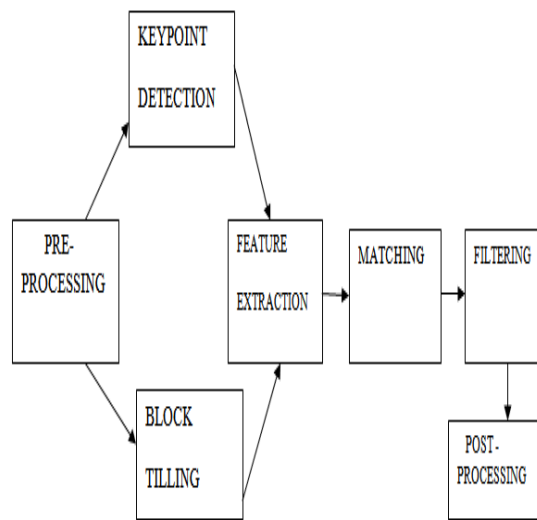 KEYPOINT
DETECTION
PRE-
PROCESSING
FEATURE
EXTRACTION
MATCHING
FILTERING
BLOCK
TILLING
POST-
PROCESSING